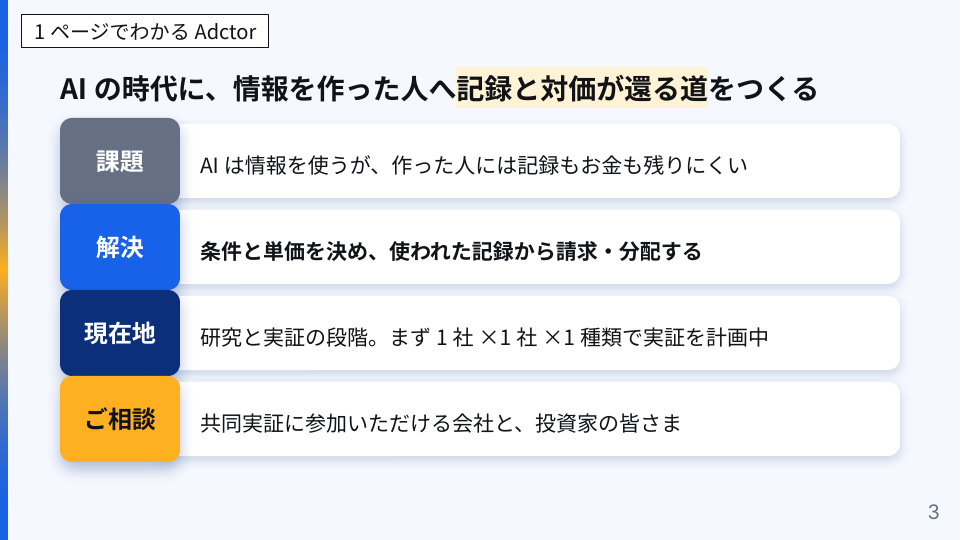 1 ページでわかる Adctor
AI の時代に、情報を作った人へ記録と対価が還る道をつくる
課題
AI は情報を使うが、作った人には記録もお金も残りにくい
解決
条件と単価を決め、使われた記録から請求・分配する
現在地
研究と実証の段階。まず 1 社 ×1 社 ×1 種類で実証を計画中
ご相談
共同実証に参加いただける会社と、投資家の皆さま
3